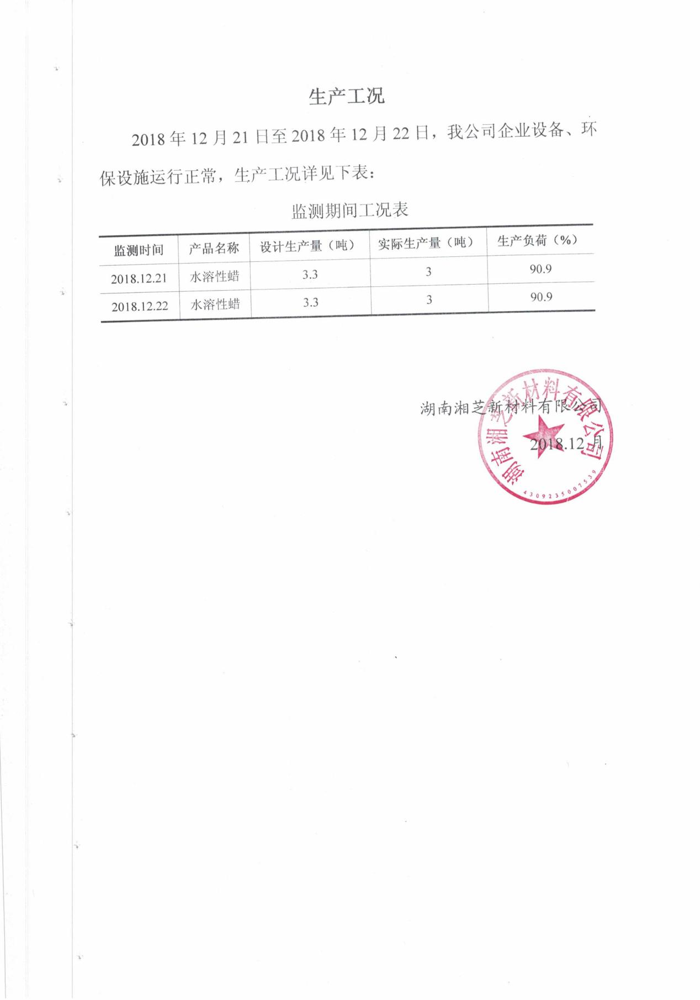 生产工况
2018 年 12 月 21 日至 2018 年 12 月 22 日，我公司企业设备、环
保设施运行正常，生产工况详见下表：
监测期间工况表
监测时间 产品名称 设计生产量（吨） 实际生产量（吨） 生产负荷（%）
2018.12.21 水溶性蜡 3.3 3 90.9
2018.12.22 水溶性蜡 3.3 3 90.9
湖南湘芝新材料有限公司
2018.12 月
湖南湘芝新材料有限公司
4309235007539